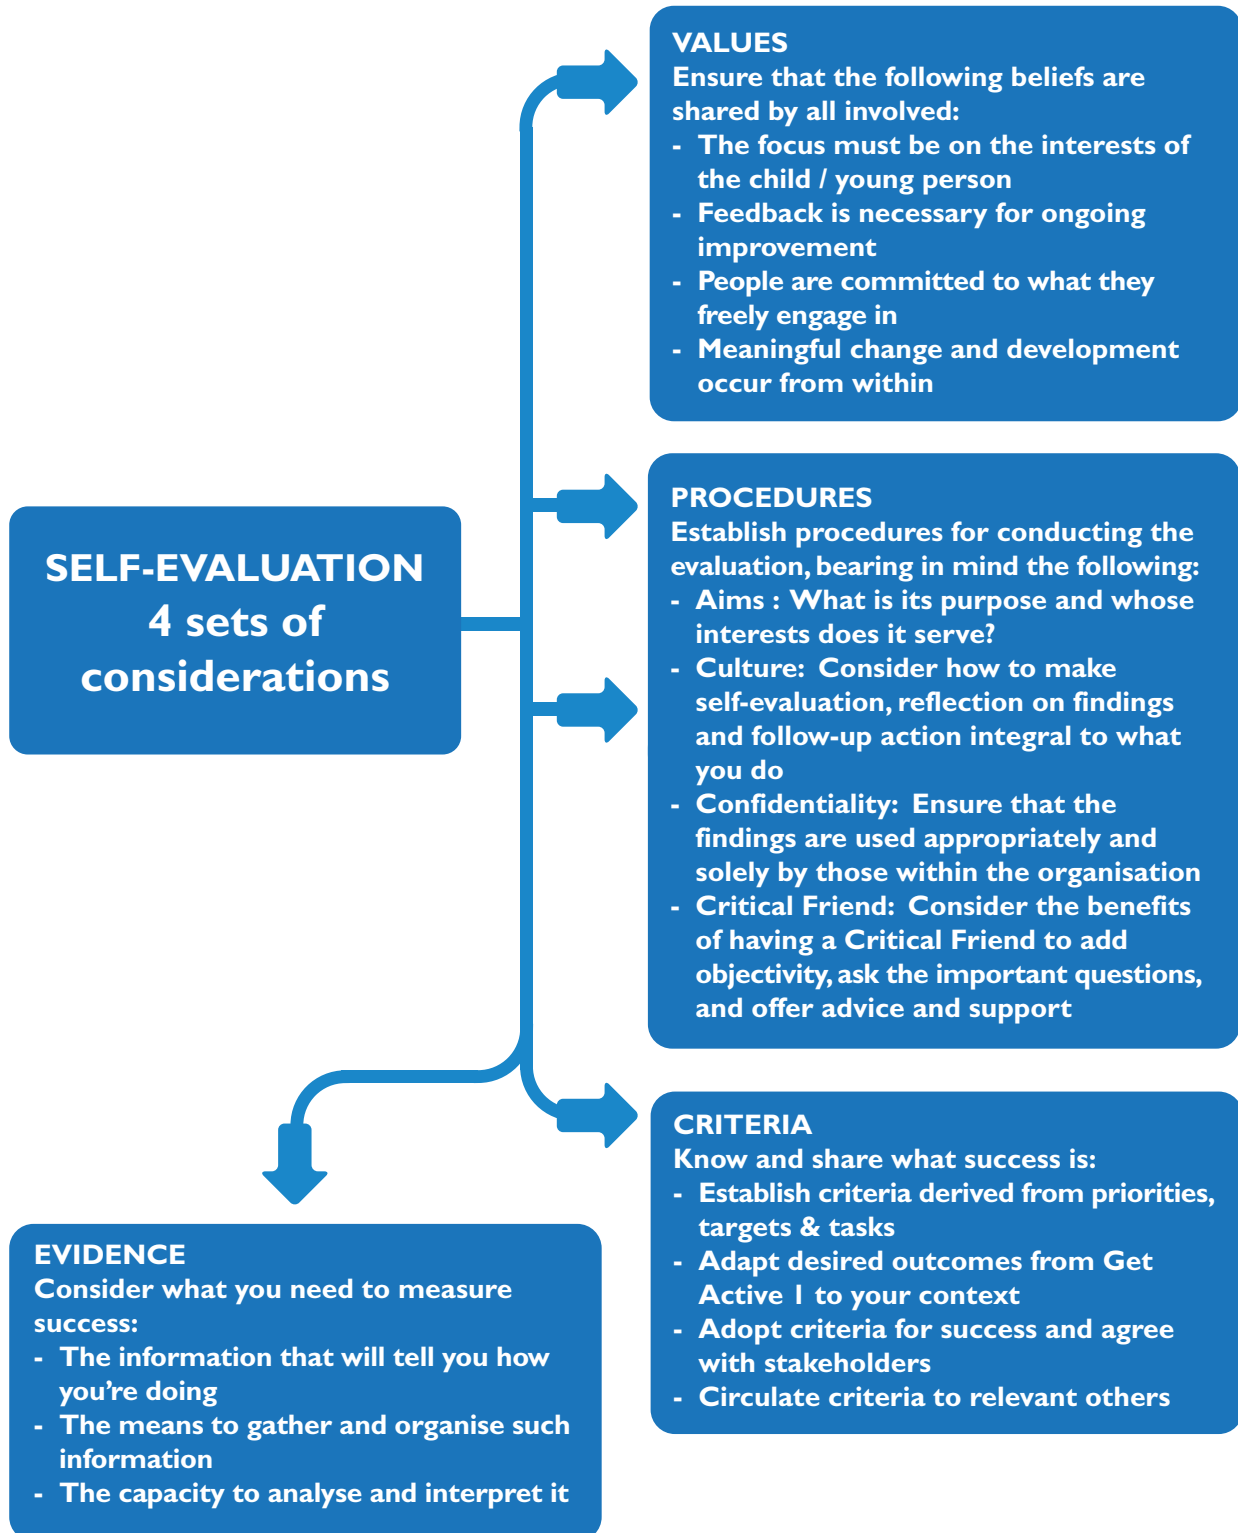 SELF-EVALUATION
4 sets of
considerations
VALUES
Ensure that the following beliefs are
shared by all involved:
- The focus must be on the interests of
the child / young person
- Feedback is necessary for ongoing
improvement
- People are committed to what they
freely engage in
- Meaningful change and development
occur from within
PROCEDURES
Establish procedures for conducting the
evaluation, bearing in mind the following:
- Aims : What is its purpose and whose
interests does it serve?
- Culture: Consider how to make
self-evaluation, reflection on findings
and follow-up action integral to what
you do
- Confidentiality: Ensure that the
findings are used appropriately and
solely by those within the organisation
- Critical Friend: Consider the benefits
of having a Critical Friend to add
objectivity, ask the important questions,
and offer advice and support
CRITERIA
Know and share what success is:
- Establish criteria derived from priorities,
targets & tasks
- Adapt desired outcomes from Get
Active 1 to your context
- Adopt criteria for success and agree
with stakeholders
- Circulate criteria to relevant others
EVIDENCE
Consider what you need to measure
success:
- The information that will tell you how
you’re doing
- The means to gather and organise such
information
- The capacity to analyse and interpret it